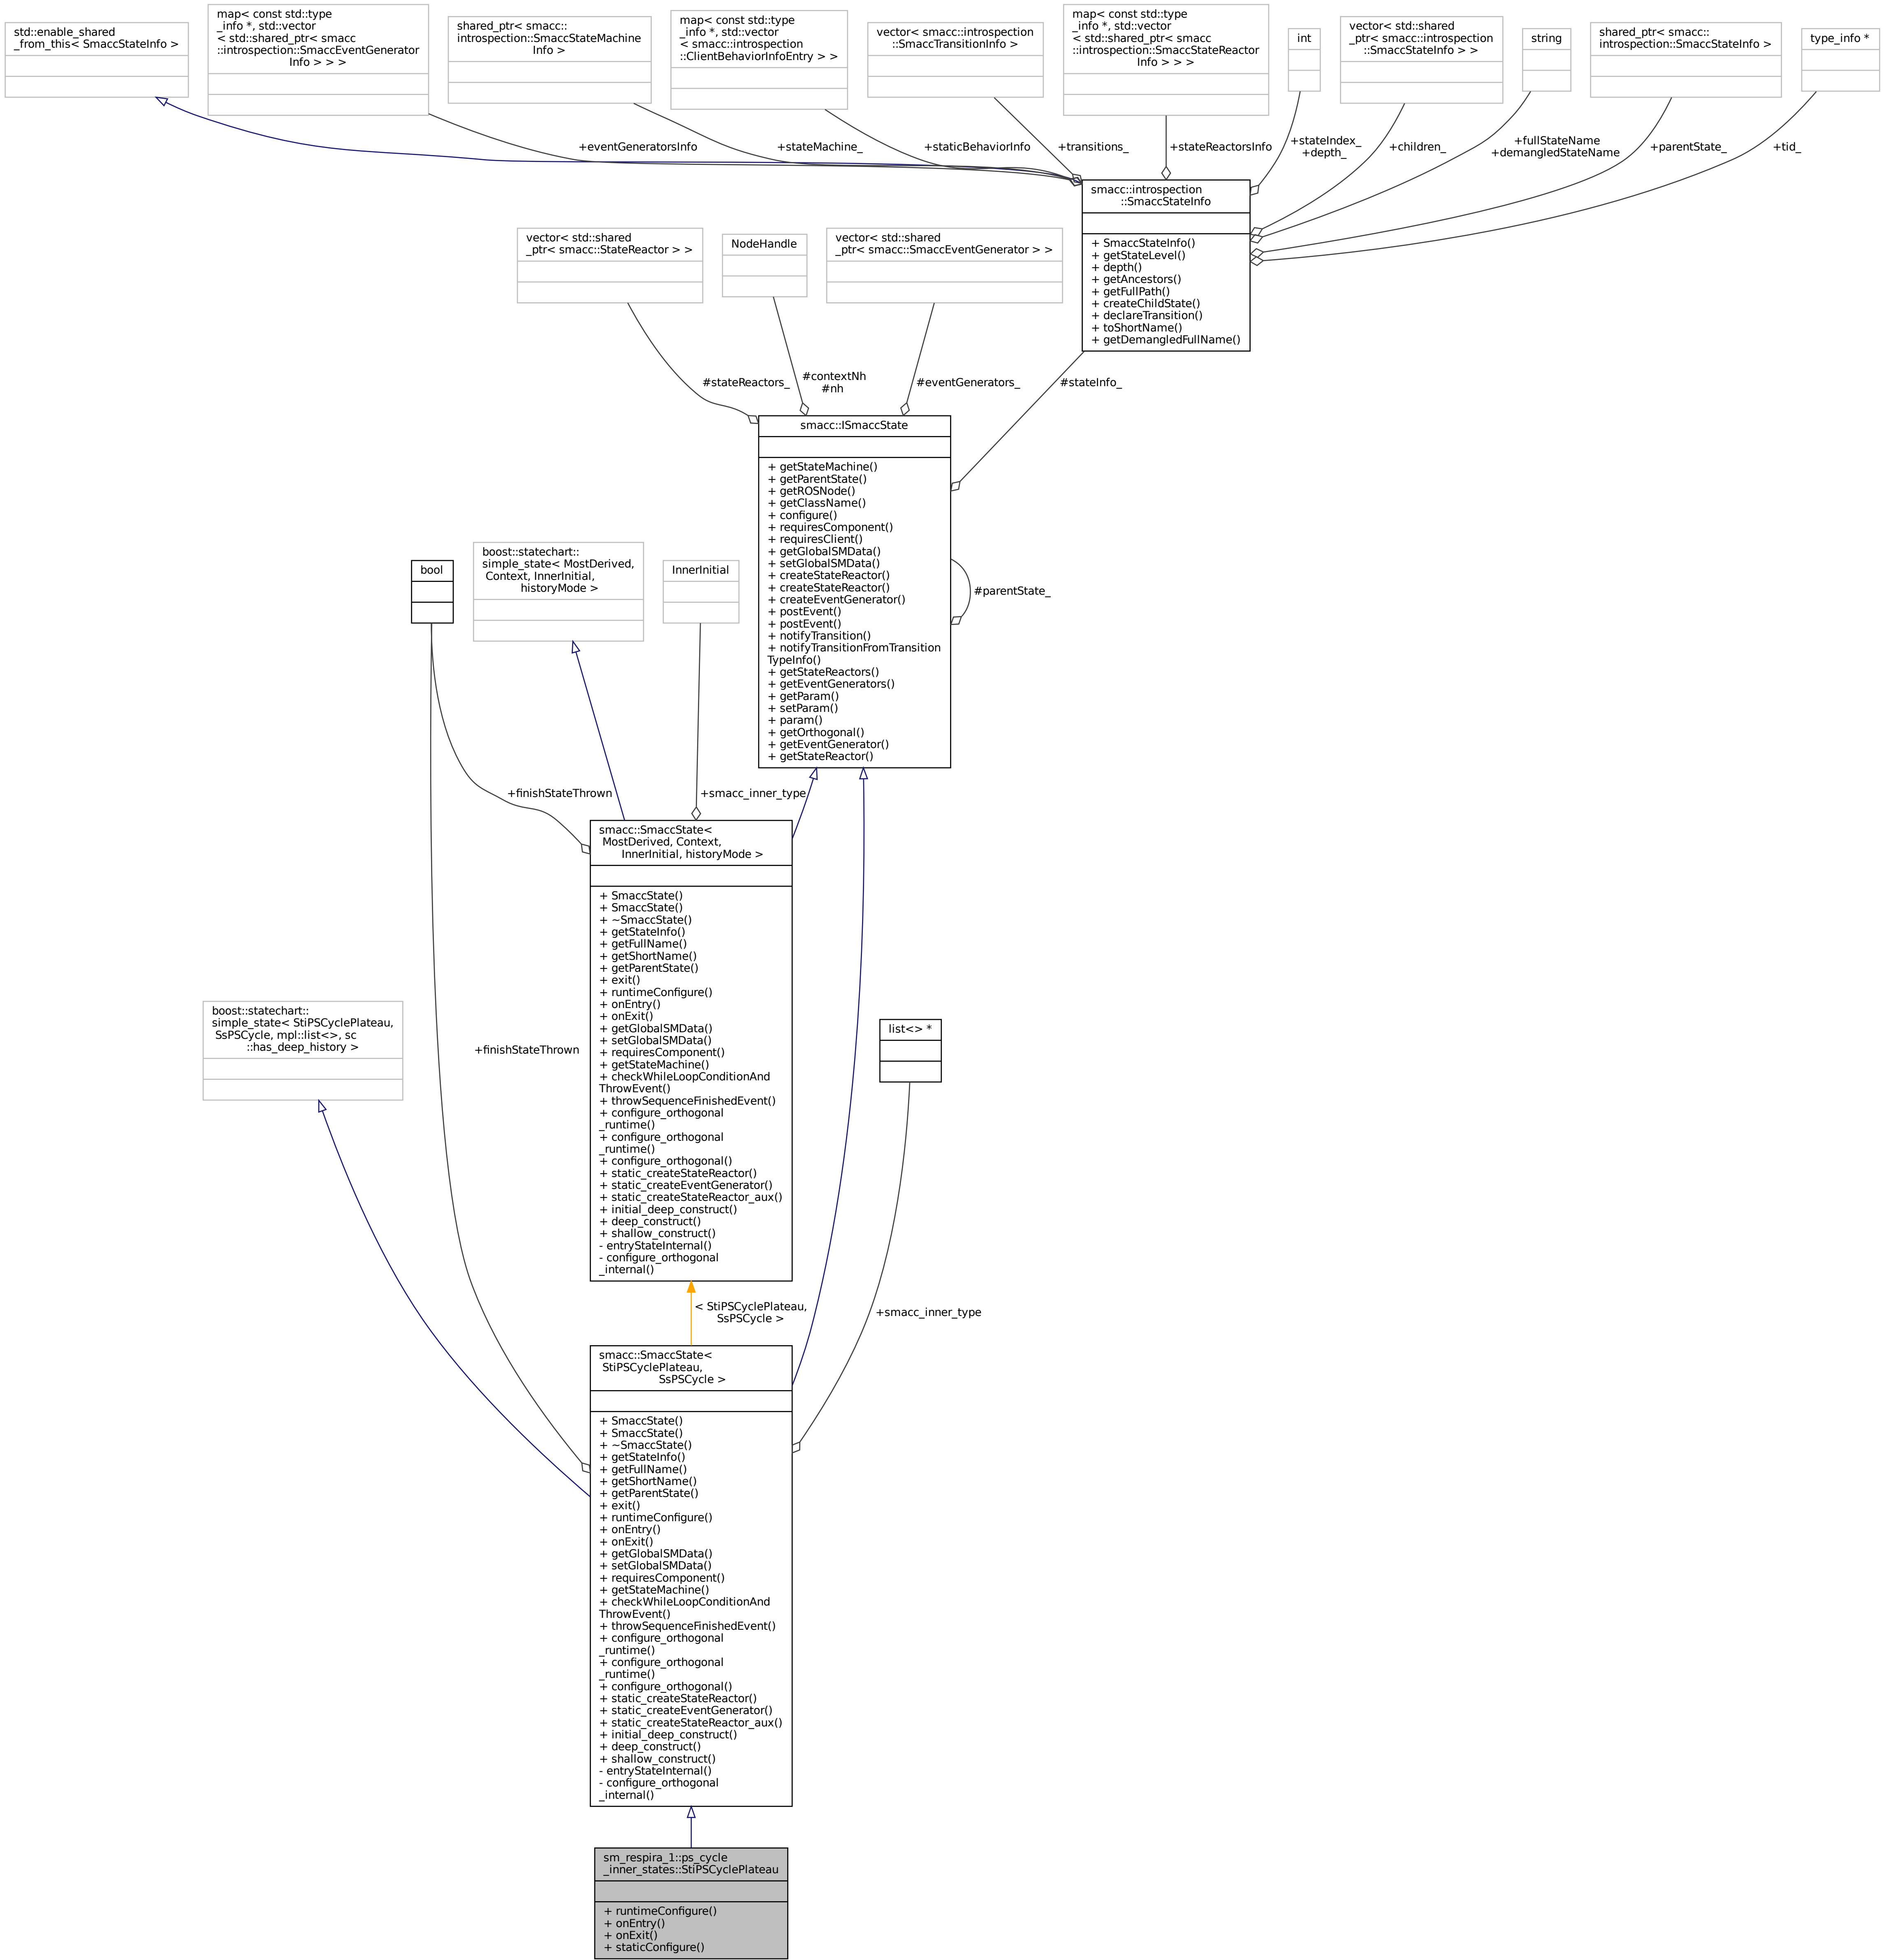 std::enable_shared
_from_this< SmaccStateInfo >
map< const std::type
_info *, std::vector
< std::shared_ptr< smacc
::introspection::SmaccEventGenerator
Info > > >
shared_ptr< smacc::
introspection::SmaccStateMachine
Info >
map< const std::type
_info *, std::vector
< smacc::introspection
::ClientBehaviorInfoEntry > >
vector< smacc::introspection
::SmaccTransitionInfo >
map< const std::type
_info *, std::vector
< std::shared_ptr< smacc
::introspection::SmaccStateReactor
Info > > >
int
vector< std::shared
_ptr< smacc::introspection
::SmaccStateInfo > >
string
shared_ptr< smacc::
introspection::SmaccStateInfo >
type_info *
+eventGeneratorsInfo
+stateMachine_
+staticBehaviorInfo
+transitions_
+stateReactorsInfo
+stateIndex_
+depth_
+children_
+fullStateName
+demangledStateName
+parentState_
+tid_
smacc::introspection
::SmaccStateInfo
+ SmaccStateInfo()
+ getStateLevel()
+ depth()
+ getAncestors()
+ getFullPath()
+ createChildState()
+ declareTransition()
+ toShortName()
+ getDemangledFullName()
vector< std::shared
_ptr< smacc::StateReactor > >
NodeHandle
vector< std::shared
_ptr< smacc::SmaccEventGenerator > >
#stateReactors_
#contextNh
#nh
#eventGenerators_
#stateInfo_
smacc::ISmaccState
+ getStateMachine()
+ getParentState()
+ getROSNode()
+ getClassName()
+ configure()
+ requiresComponent()
+ requiresClient()
+ getGlobalSMData()
+ setGlobalSMData()
+ createStateReactor()
+ createStateReactor()
+ createEventGenerator()
+ postEvent()
+ postEvent()
+ notifyTransition()
+ notifyTransitionFromTransition
TypeInfo()
+ getStateReactors()
+ getEventGenerators()
+ getParam()
+ setParam()
+ param()
+ getOrthogonal()
+ getEventGenerator()
+ getStateReactor()
#parentState_
bool
boost::statechart::
simple_state< MostDerived,
Context, InnerInitial,
historyMode >
InnerInitial
+finishStateThrown
+smacc_inner_type
smacc::SmaccState<
MostDerived, Context,
InnerInitial, historyMode >
+ SmaccState()
+ SmaccState()
+ ~SmaccState()
+ getStateInfo()
+ getFullName()
+ getShortName()
+ getParentState()
+ exit()
+ runtimeConfigure()
+ onEntry()
+ onExit()
+ getGlobalSMData()
+ setGlobalSMData()
+ requiresComponent()
+ getStateMachine()
+ checkWhileLoopConditionAnd
ThrowEvent()
+ throwSequenceFinishedEvent()
+ configure_orthogonal
_runtime()
+ configure_orthogonal
_runtime()
+ configure_orthogonal()
+ static_createStateReactor()
+ static_createEventGenerator()
+ static_createStateReactor_aux()
+ initial_deep_construct()
+ deep_construct()
+ shallow_construct()
- entryStateInternal()
- configure_orthogonal
_internal()
boost::statechart::
simple_state< StiPSCyclePlateau,
SsPSCycle, mpl::list<>, sc
::has_deep_history >
+finishStateThrown
list<> *
< StiPSCyclePlateau,
SsPSCycle >
+smacc_inner_type
smacc::SmaccState<
StiPSCyclePlateau,
SsPSCycle >
+ SmaccState()
+ SmaccState()
+ ~SmaccState()
+ getStateInfo()
+ getFullName()
+ getShortName()
+ getParentState()
+ exit()
+ runtimeConfigure()
+ onEntry()
+ onExit()
+ getGlobalSMData()
+ setGlobalSMData()
+ requiresComponent()
+ getStateMachine()
+ checkWhileLoopConditionAnd
ThrowEvent()
+ throwSequenceFinishedEvent()
+ configure_orthogonal
_runtime()
+ configure_orthogonal
_runtime()
+ configure_orthogonal()
+ static_createStateReactor()
+ static_createEventGenerator()
+ static_createStateReactor_aux()
+ initial_deep_construct()
+ deep_construct()
+ shallow_construct()
- entryStateInternal()
- configure_orthogonal
_internal()
sm_respira_1::ps_cycle
_inner_states::StiPSCyclePlateau
+ runtimeConfigure()
+ onEntry()
+ onExit()
+ staticConfigure()